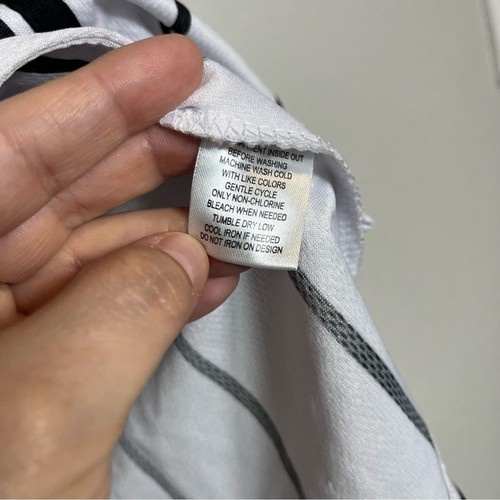 INSIDE OUT
BEFORE WASHING
MACHINE WASH COLD
WITH LIKE COLORS
GENTLE CYCLE
ONLY NON-CHLORINE
BLEACH WHEN NEEDED
TUMBLE DRY LOW
COOL IRON IF NEEDED
DO NOT IRON ON DESIGN